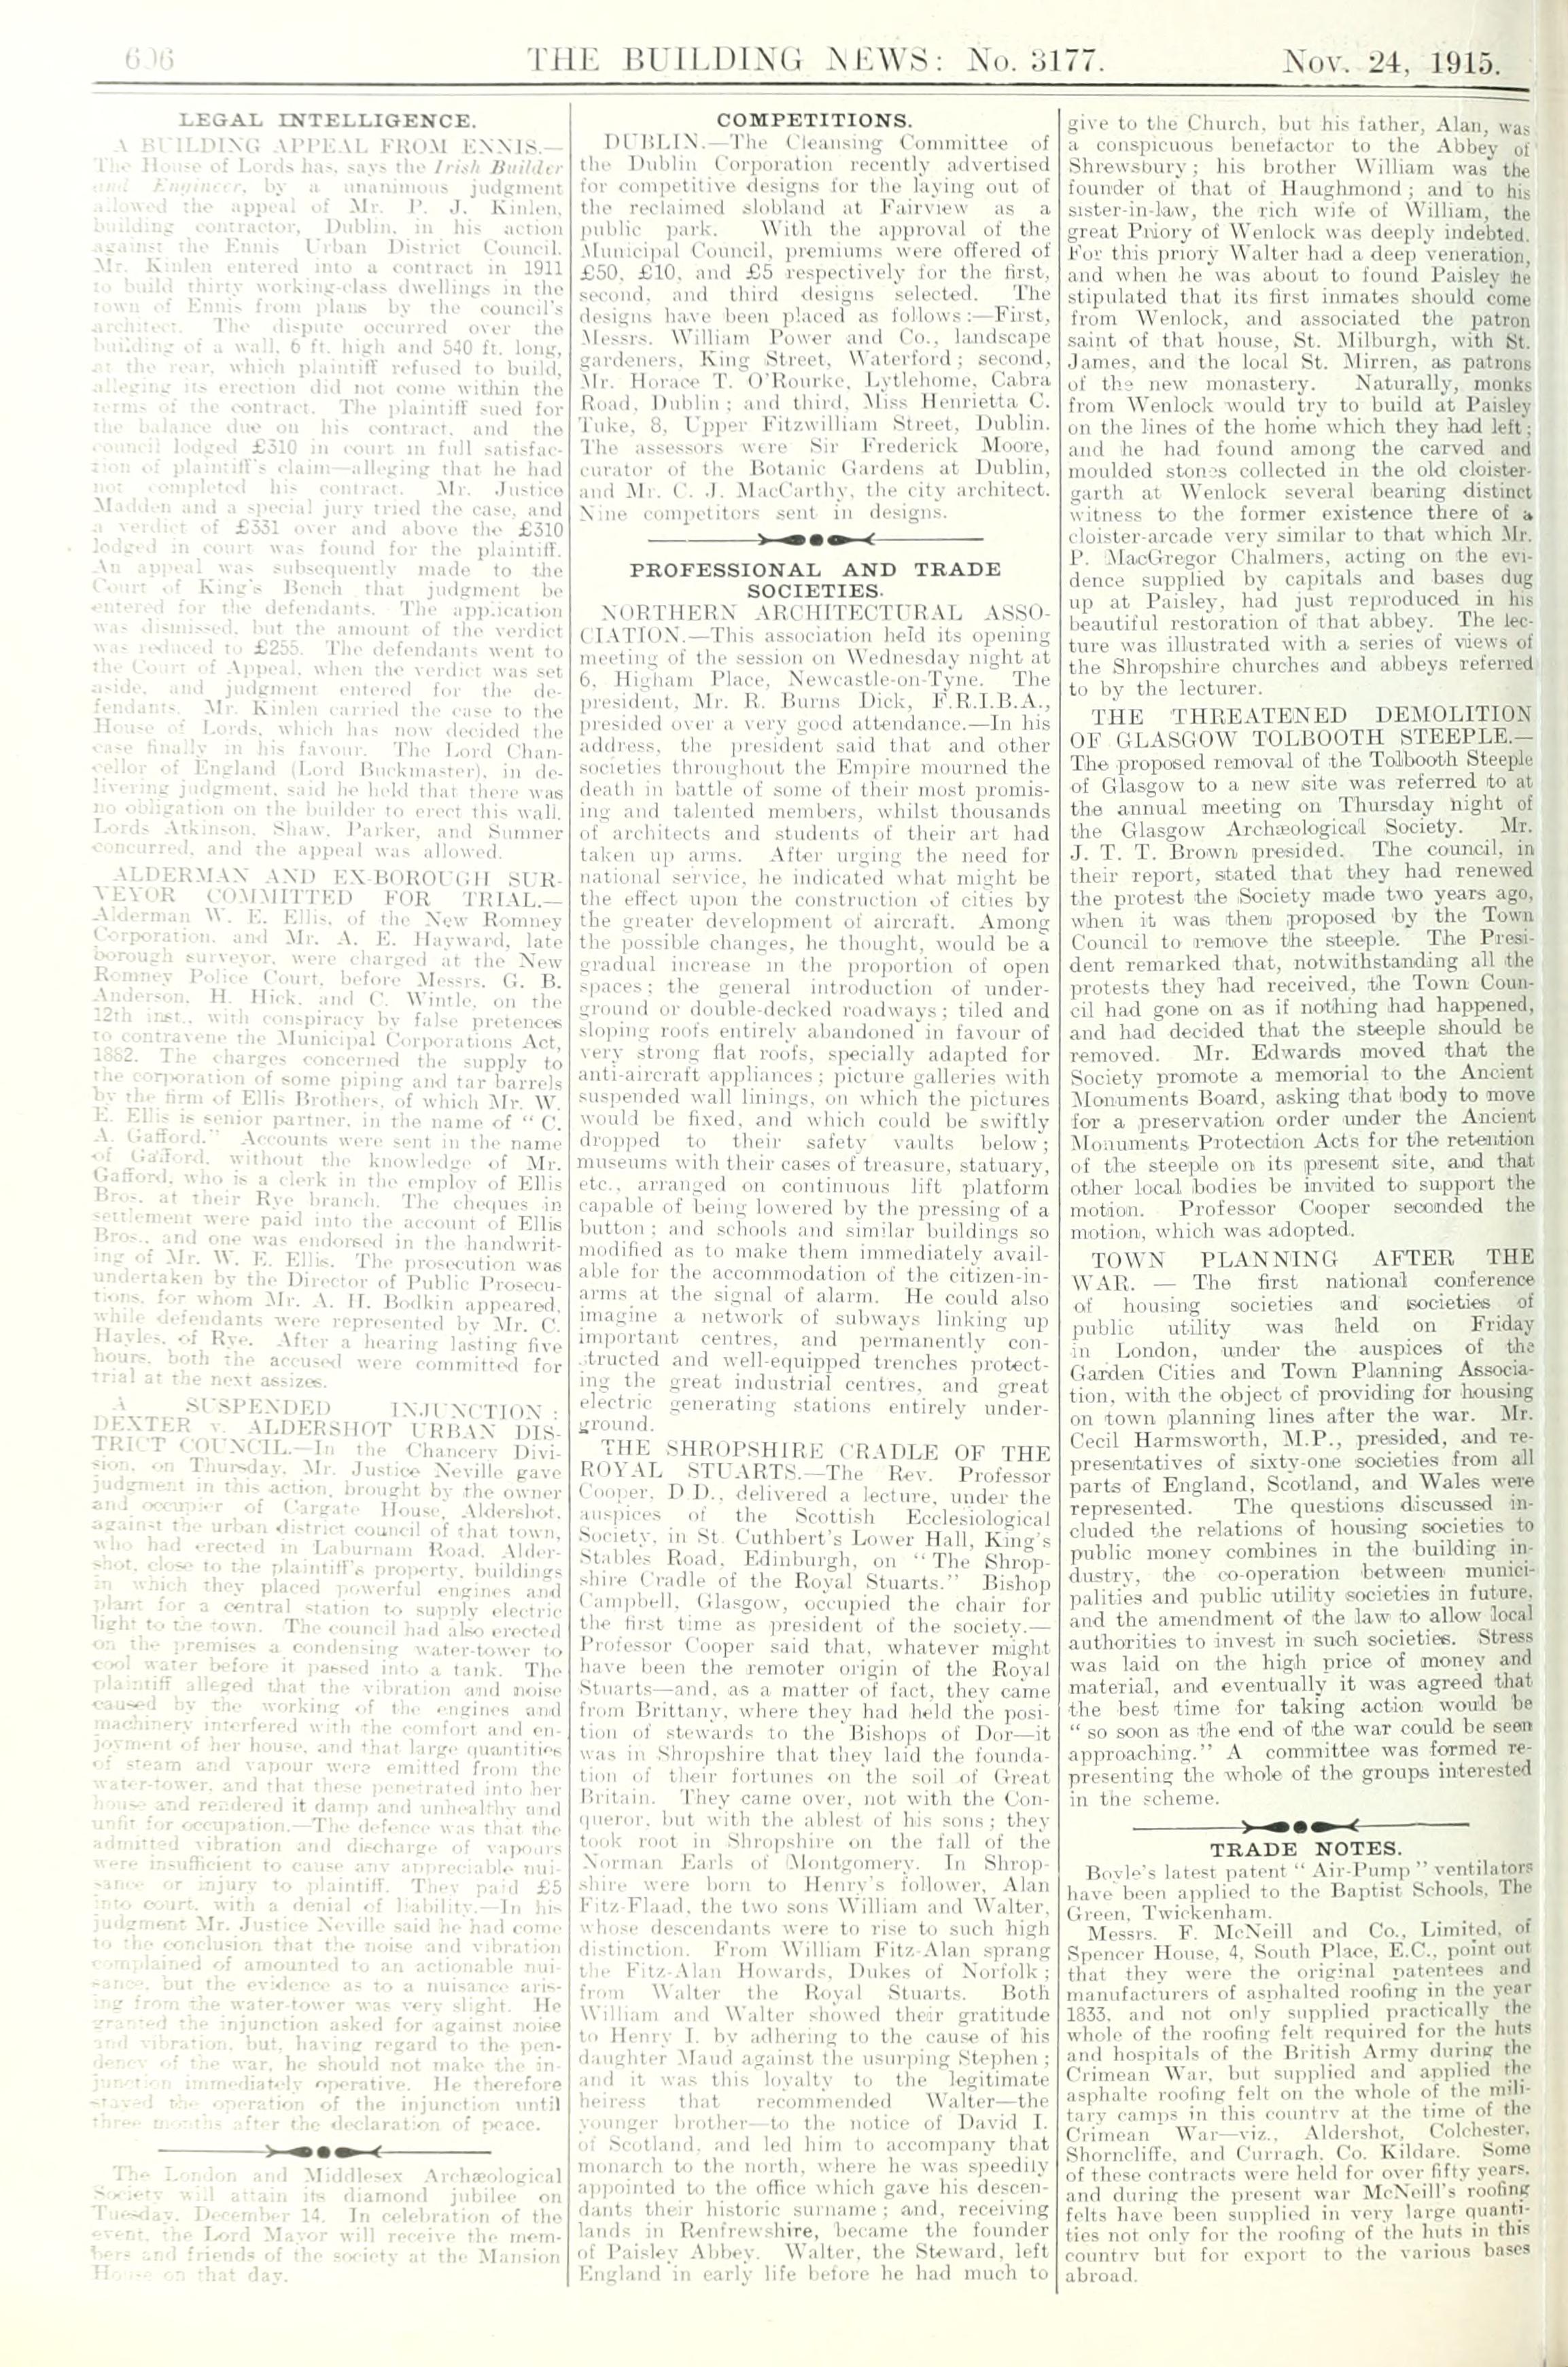 606 THE BUILDING NEWS: No. 3177. Nov. 24, 1915.
LEGAL INTELLIGENCE.
A BUILDING APPEAL FROM ENNIS.—
The House of Lords has, says the Irish Builder
and Engineer, by a unanimous judgment
allowed the appeal of Mr. P. J. Kinlen,
building contractor, Dublin, in his action
against the Ennis Urban District Council.
Mr. Kinlen entered into a contract in 1911
to build thirty working-class dwellings in the
town of Ennis from plans by the council's
architect. The dispute occurred over the
building of a wall, 6 ft. high and 540 ft. long,
at the rear, which plaintiff refused to build,
alleging its erection did not come within the
terms of the contract. The plaintiff sued for
the balance due on his contract, and the
council lodged £310 in court in full satisfac-
tion of plaintiff's claim—alleging that he had
not completed his contract. Mr. Justice
Madden and a special jury tried the case, and
a verdict of £331 over and above the £310
lodged in court was found for the plaintiff.
An appeal was subsequently made to the
Court of King's Bench that judgment be
entered for the defendants. The application
was dismissed, but the amount of the verdict
was reduced to £255. The defendants went to
the Court of Appeal, when the verdict was set
aside, and judgment entered for the de-
fendants. Mr. Kinlen carried the case to the
House of Lords, which has now decided the
case finally in his favour. The Lord Chan-
cellor of England (Lord Buckmaster), in de-
livering judgment, said he held that there was
no obligation on the builder to erect this wall.
Lords Atkinson, Shaw, Parker, and Sumner
concurred, and the appeal was allowed.
ALDERMAN AND EX-BOROUGH SUR-
VEYOR COMMITTED FOR TRIAL.—
Alderman W. E. Ellis, of the New Romney
Corporation, and Mr. A. E. Hayward, late
borough surveyor, were charged at the New
Romney Police Court, before Messrs. G. B.
Anderson, H. Hick, and C. Wintle, on the
12th inst., with conspiracy by false pretences
to contravene the Municipal Corporations Act,
1882. The charges concerned the supply to
the corporation of some piping and tar barrels
by the firm of Ellis Brothers, of which Mr. W.
E. Ellis is senior partner, in the name of "C.
A. Gafford." Accounts were sent in the name
of Gafford, without the knowledge of Mr.
Gafford, who is a clerk in the employ of Ellis
Bros. at their Rye branch. The cheques in
settlement were paid into the account of Ellis
Bros., and one was endorsed in the handwrit-
ing of Mr. W. E. Ellis. The prosecution was
undertaken by the Director of Public Prosecu-
tions, for whom Mr. A. H. Bodkin appeared,
while defendants were represented by Mr. C.
Hayles, of Rye. After a hearing lasting five
hours, both the accused were committed for
trial at the next assizes.
A SUSPENDED INJUNCTION:
DEXTER v. ALDERSHOT URBAN DIS-
TRICT COUNCIL.—In the Chancery Divi-
sion, on Thursday, Mr. Justice Neville gave
judgment in this action, brought by the owner
and occupier of Cargate House, Aldershot,
against the urban district council of that town,
who had erected in Laburnam Road, Alder-
shot, close to the plaintiff's property, buildings
in which they placed powerful engines and
plant for a central station to supply electric
light to the town. The council had also erected
on the premises a condensing water-tower to
cool water before it passed into a tank. The
plaintiff alleged that the vibration and noise
caused by the working of the engines and
machinery interfered with the comfort and en-
joyment of her house, and that large quantities
of steam and vapour were emitted from the
water-tower, and that these penetrated into her
house and rendered it damp and unhealthy and
unfit for occupation.—The defence was that the
admitted vibration and discharge of vapours
were insufficient to cause any appreciable nui-
sance or injury to plaintiff. They paid £5
into court, with a denial of liability.—In his
judgment Mr. Justice Neville said he had come
to the conclusion that the noise and vibration
complained of amounted to an actionable nui-
sance, but the evidence as to a nuisance aris-
ing from the water-tower was very slight. He
granted the injunction asked for against noise
and vibration, but, having regard to the pen-
dency of the war, he should not make the in-
junction immediately operative. He therefore
stayed the operation of the injunction until
three months after the declaration of peace.
The London and Middlesex Archæological
Society will attain its diamond jubilee on
Tuesday, December 14. In celebration of the
event, the Lord Mayor will receive the mem-
bers and friends of the society at the Mansion
House on that day.
COMPETITIONS.
DUBLIN.—The Cleansing Committee of
the Dublin Corporation recently advertised
for competitive designs for the laying out of
the reclaimed slobland at Fairview as a
public park. With the approval of the
Municipal Council, premiums were offered of
£50, £10, and £5 respectively for the first,
second, and third designs selected. The
designs have been placed as follows:—First,
Messrs. William Power and Co., landscape
gardeners, King Street, Waterford; second,
Mr. Horace T. O'Rourke, Lytlehome, Cabra
Road, Dublin; and third, Miss Henrietta C.
Tuke, 8, Upper Fitzwilliam Street, Dublin.
The assessors were Sir Frederick Moore,
curator of the Botanic Gardens at Dublin,
and Mr. C. J. MacCarthy, the city architect.
Nine competitors sent in designs.
PROFESSIONAL AND TRADE
SOCIETIES.
NORTHERN ARCHITECTURAL ASSO-
CIATION.—This association held its opening
meeting of the session on Wednesday night at
6, Higham Place, Newcastle-on-Tyne. The
president, Mr. R. Burns Dick, F.R.I.B.A.,
presided over a very good attendance.—In his
address, the president said that and other
societies throughout the Empire mourned the
death in battle of some of their most promis-
ing and talented members, whilst thousands
of architects and students of their art had
taken up arms. After urging the need for
national service, he indicated what might be
the effect upon the construction of cities by
the greater development of aircraft. Among
the possible changes, he thought, would be a
gradual increase in the proportion of open
spaces; the general introduction of under-
ground or double-decked roadways; tiled and
sloping roofs entirely abandoned in favour of
very strong flat roofs, specially adapted for
anti-aircraft appliances; picture galleries with
suspended wall linings, on which the pictures
would be fixed, and which could be swiftly
dropped to their safety vaults below;
museums with their cases of treasure, statuary,
etc., arranged on continuous lift platform
capable of being lowered by the pressing of a
button; and schools and similar buildings so
modified as to make them immediately avail-
able for the accommodation of the citizen-in-
arms at the signal of alarm. He could also
imagine a network of subways linking up
important centres, and permanently con-
structed and well-equipped trenches protect-
ing the great industrial centres, and great
electric generating stations entirely under-
ground.
THE SHROPSHIRE CRADLE OF THE
ROYAL STUARTS.—The Rev. Professor
Cooper, D.D., delivered a lecture, under the
auspices of the Scottish Ecclesiological
Society, in St. Cuthbert's Lower Hall, King's
Stables Road, Edinburgh, on "The Shrop-
shire Cradle of the Royal Stuarts." Bishop
Campbell, Glasgow, occupied the chair for
the first time as president of the society.—
Professor Cooper said that, whatever might
have been the remoter origin of the Royal
Stuarts—and, as a matter of fact, they came
from Brittany, where they had held the posi-
tion of stewards to the Bishops of Dor—it
was in Shropshire that they laid the founda-
tion of their fortunes on the soil of Great
Britain. They came over, not with the Con-
queror, but with the ablest of his sons; they
took root in Shropshire on the fall of the
Norman Earls of Montgomery. In Shrop-
shire were born to Henry's follower, Alan
Fitz-Flaad, the two sons William and Walter,
whose descendants were to rise to such high
distinction. From William Fitz-Alan sprang
the Fitz-Alan Howards, Dukes of Norfolk;
from Walter the Royal Stuarts. Both
William and Walter showed their gratitude
to Henry I. by adhering to the cause of his
daughter Maud against the usurping Stephen;
and it was this loyalty to the legitimate
heiress that recommended Walter—the
younger brother—to the notice of David I.
of Scotland, and led him to accompany that
monarch to the north, where he was speedily
appointed to the office which gave his descen-
dants their historic surname; and, receiving
lands in Renfrewshire, became the founder
of Paisley Abbey. Walter, the Steward, left
England in early life before he had much to
give to the Church, but his father, Alan, was
a conspicuous benefactor to the Abbey of
Shrewsbury; his brother William was the
founder of that of Haughmond; and to his
sister-in-law, the rich wife of William, the
great Priory of Wenlock was deeply indebted.
For this priory Walter had a deep veneration,
and when he was about to found Paisley he
stipulated that its first inmates should come
from Wenlock, and associated the patron
saint of that house, St. Milburgh, with St.
James, and the local St. Mirren, as patrons
of the new monastery. Naturally, monks
from Wenlock would try to build at Paisley
on the lines of the home which they had left;
and he had found among the carved and
moulded stones collected in the old cloister-
garth at Wenlock several bearing distinct
witness to the former existence there of a
cloister-arcade very similar to that which Mr.
P. MacGregor Chalmers, acting on the evi-
dence supplied by capitals and bases dug
up at Paisley, had just reproduced in his
beautiful restoration of that abbey. The lec-
ture was illustrated with a series of views of
the Shropshire churches and abbeys referred
to by the lecturer.
THE THREATENED DEMOLITION
OF GLASGOW TOLBOOTH STEEPLE.—
The proposed removal of the Tolbooth Steeple
of Glasgow to a new site was referred to at
the annual meeting on Thursday night of
the Glasgow Archæological Society. Mr.
J. T. T. Brown presided. The council, in
their report, stated that they had renewed
the protest the Society made two years ago,
when it was then proposed by the Town
Council to remove the steeple. The Presi-
dent remarked that, notwithstanding all the
protests they had received, the Town Coun-
cil had gone on as if nothing had happened,
and had decided that the steeple should be
removed. Mr. Edwards moved that the
Society promote a memorial to the Ancient
Monuments Board, asking that body to move
for a preservation order under the Ancient
Monuments Protection Acts for the retention
of the steeple on its present site, and that
other local bodies be invited to support the
motion. Professor Cooper seconded the
motion, which was adopted.
TOWN PLANNING AFTER THE
WAR. — The first national conference
of housing societies and societies of
public utility was held on Friday
in London, under the auspices of the
Garden Cities and Town Planning Associa-
tion, with the object of providing for housing
on town planning lines after the war. Mr.
Cecil Harmsworth, M.P., presided, and re-
presentatives of sixty-one societies from all
parts of England, Scotland, and Wales were
represented. The questions discussed in-
cluded the relations of housing societies to
public money combines in the building in-
dustry, the co-operation between munici-
palities and public utility societies in future,
and the amendment of the law to allow local
authorities to invest in such societies. Stress
was laid on the high price of money and
material, and eventually it was agreed that
the best time for taking action would be
"so soon as the end of the war could be seen
approaching." A committee was formed re-
presenting the whole of the groups interested
in the scheme.
TRADE NOTES.
Boyle's latest patent "Air-Pump" ventilators
have been applied to the Baptist Schools, The
Green, Twickenham.
Messrs. F. McNeill and Co., Limited, of
Spencer House, 4, South Place, E.C., point out
that they were the original patentees and
manufacturers of asphalted roofing in the year
1833, and not only supplied practically the
whole of the roofing felt required for the huts
and hospitals of the British Army during the
Crimean War, but supplied and applied the
asphalte roofing felt on the whole of the mili-
tary camps in this country at the time of the
Crimean War—viz., Aldershot, Colchester,
Shorncliffe, and Curragh, Co. Kildare. Some
of these contracts were held for over fifty years,
and during the present war McNeill's roofing
felts have been supplied in very large quanti-
ties not only for the roofing of the huts in this
country but for export to the various bases
abroad.